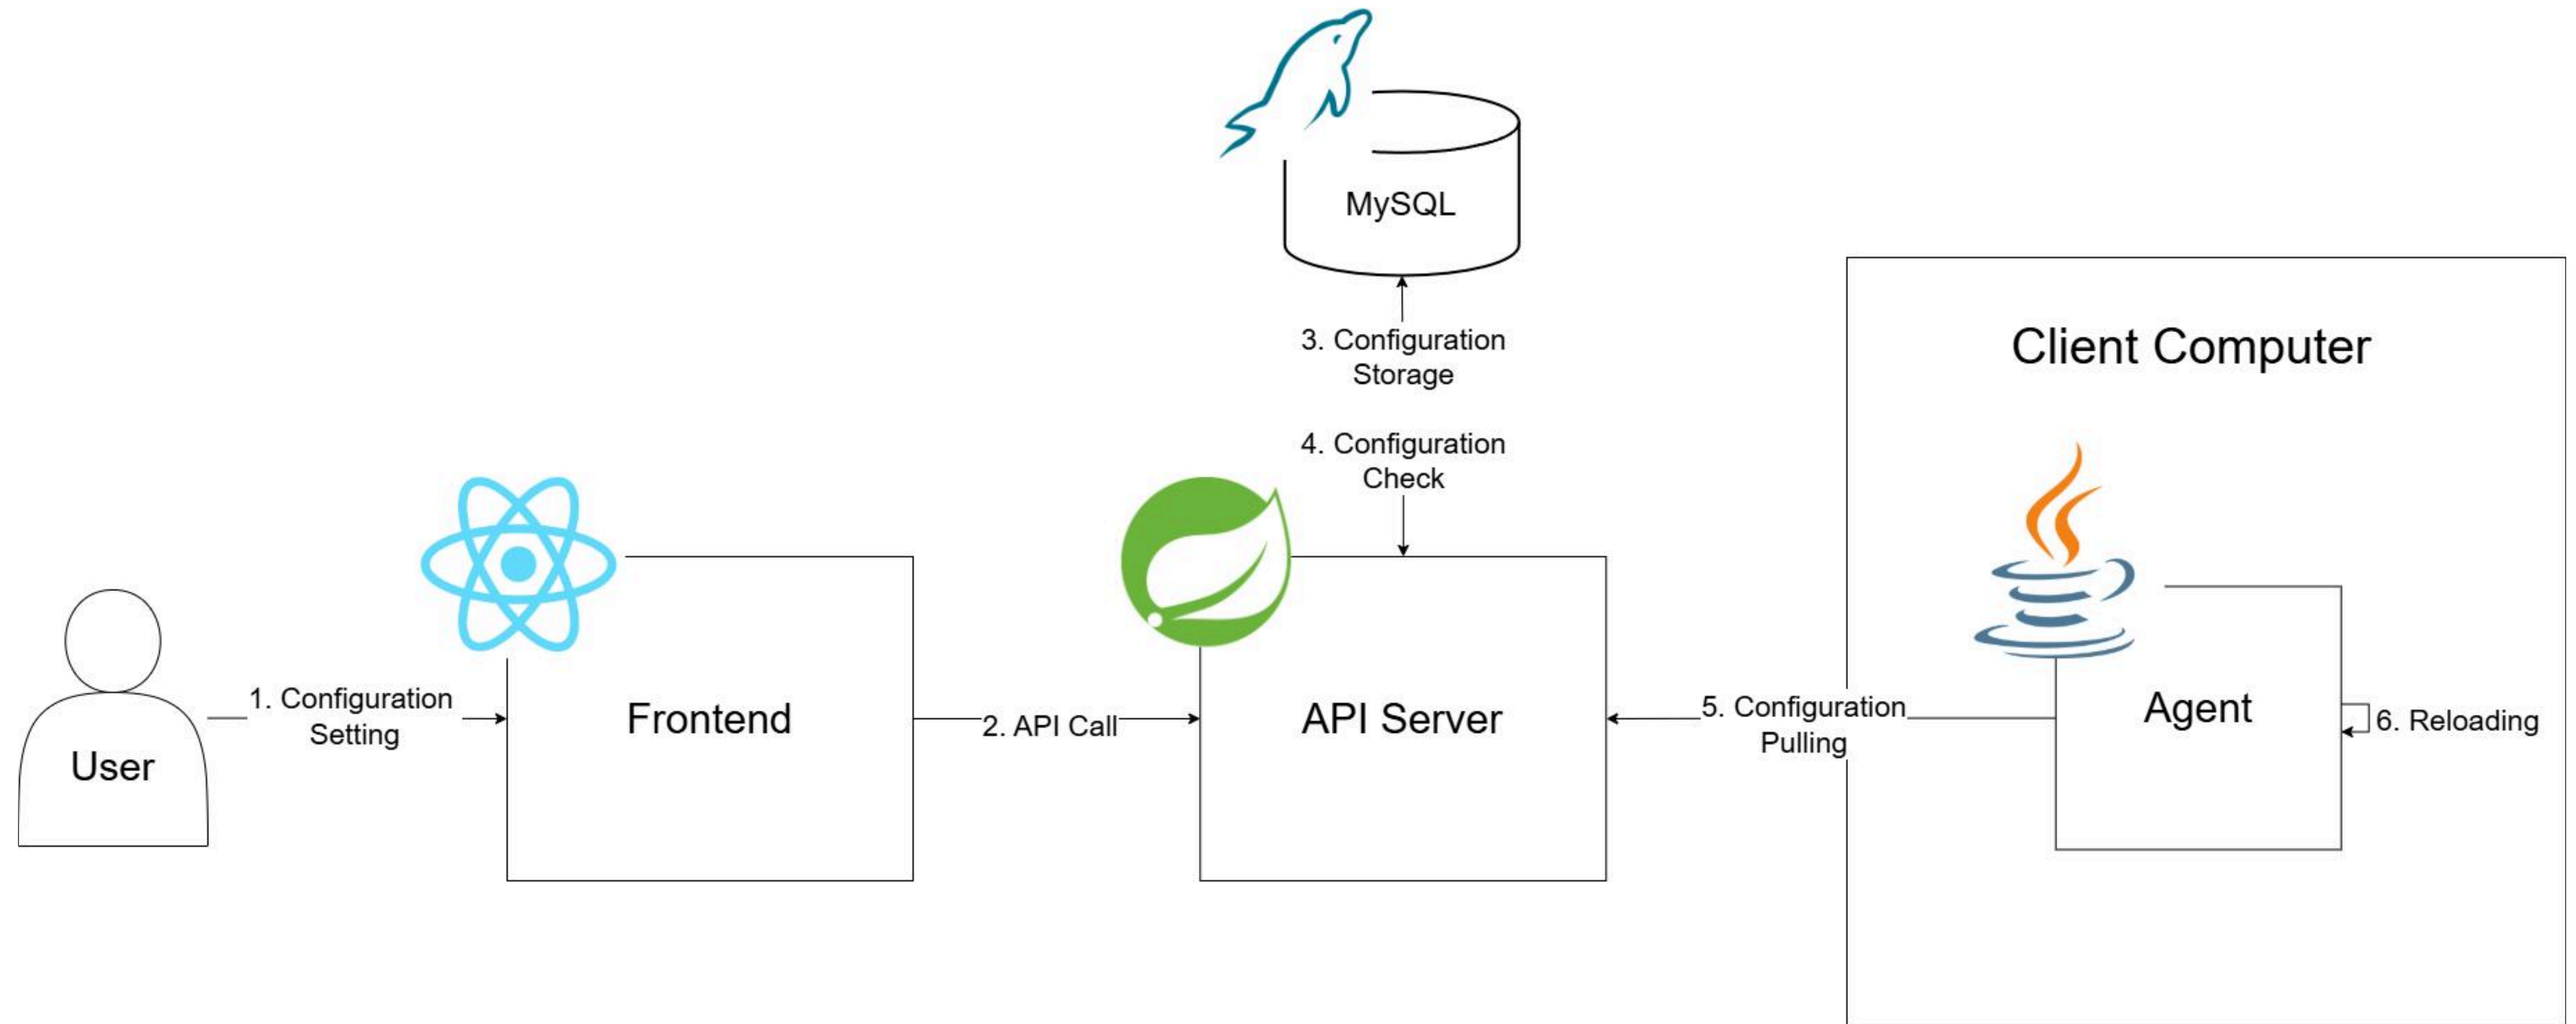 MySQL
3. Configuration
Storage
4. Configuration
Check
Client Computer
User
1. Configuration
Setting
Frontend
2. API Call
API Server
5. Configuration
Pulling
Agent
6. Reloading